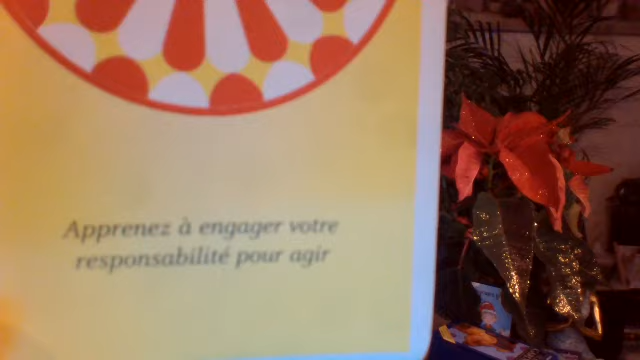 Apprenez à engager votre
responsabilité pour agir